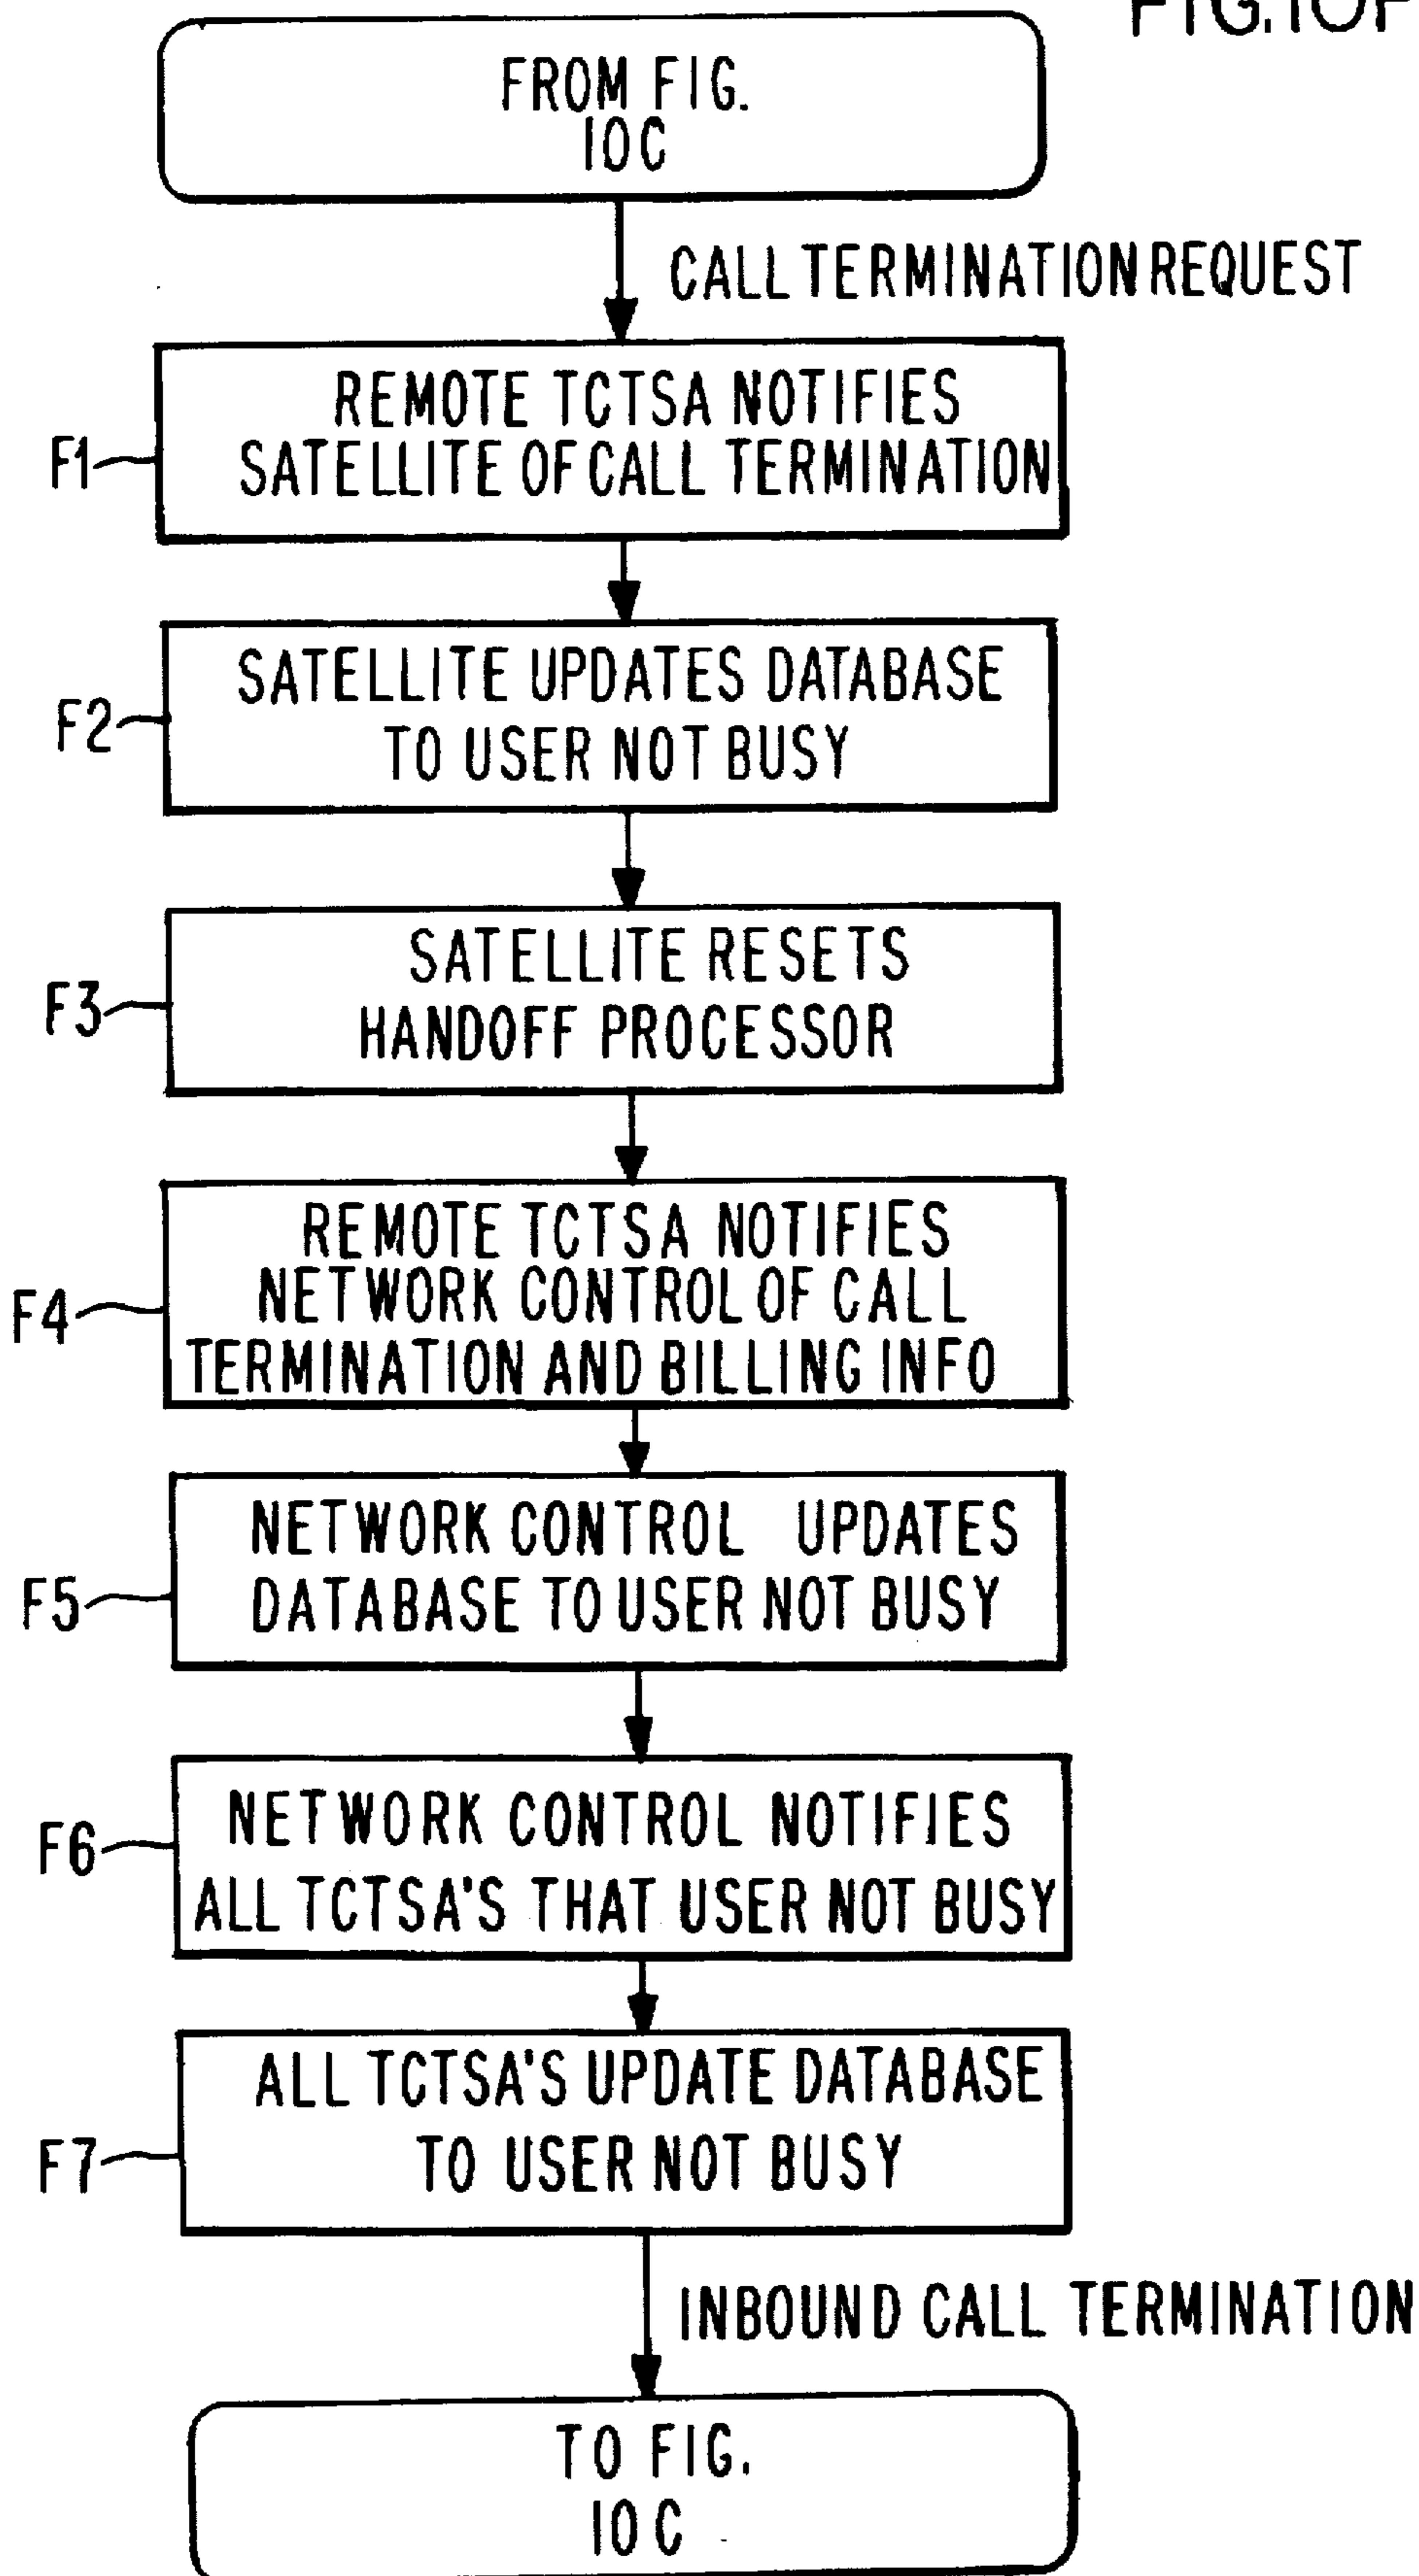 FIG. 10F
FROM FIG.
10C
CALL TERMINATION REQUEST
F1
REMOTE TCTSA NOTIFIES
SATELLITE OF CALL TERMINATION
F2
SATELLITE UPDATES DATABASE
TO USER NOT BUSY
F3
SATELLITE RESETS
HANDOFF PROCESSOR
F4
REMOTE TCTSA NOTIFIES
NETWORK CONTROL OF CALL
TERMINATION AND BILLING INFO
F5
NETWORK CONTROL UPDATES
DATABASE TO USER NOT BUSY
F6
NETWORK CONTROL NOTIFIES
ALL TCTSA'S THAT USER NOT BUSY
F7
ALL TCTSA'S UPDATE DATABASE
TO USER NOT BUSY
INBOUND CALL TERMINATION
TO FIG.
10C